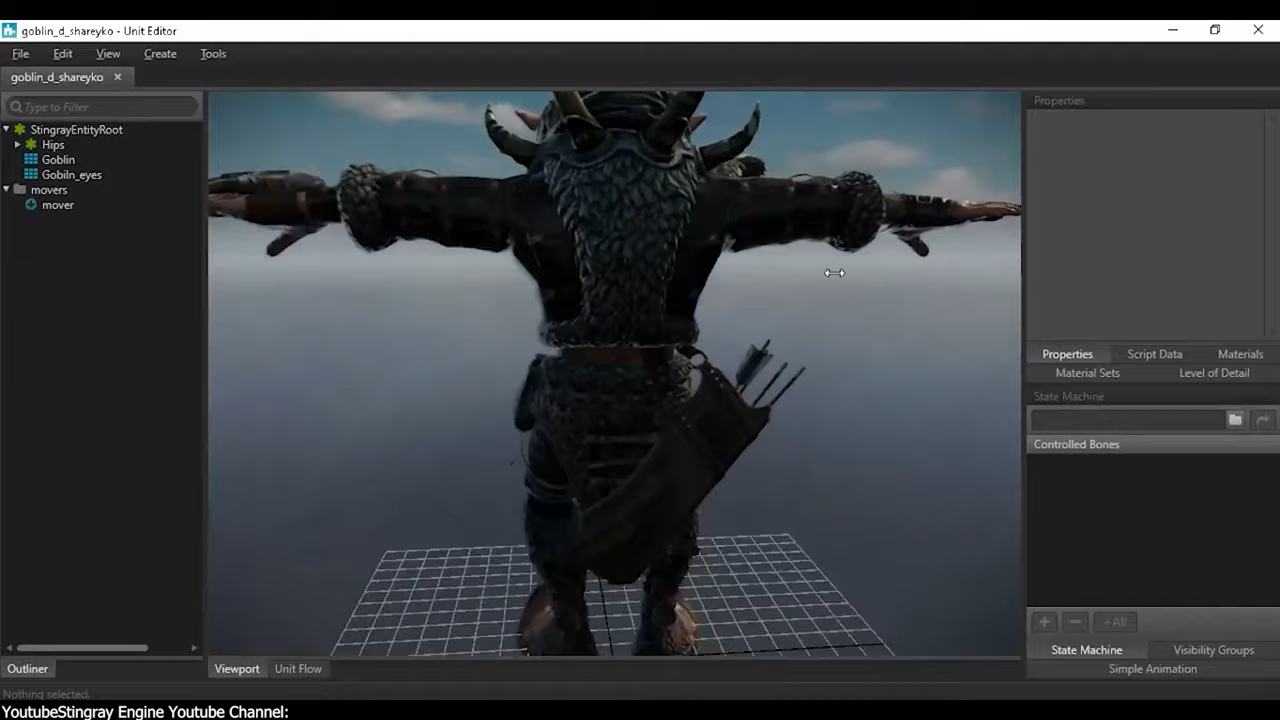 goblin_d_shareyko - Unit Editor
File Edit View Create Tools
goblin_d_shareyko
Type to Filter
StingrayEntityRoot
Hips
Goblin
Gobiln_eyes
movers
mover
Outliner
Viewport Unit Flow
Properties
Properties Script Data Materials
Material Sets Level of Detail
State Machine
Controlled Bones
+ All
State Machine Visibility Groups
Simple Animation
Nothing selected.
YoutubeStingray Engine Youtube Channel: